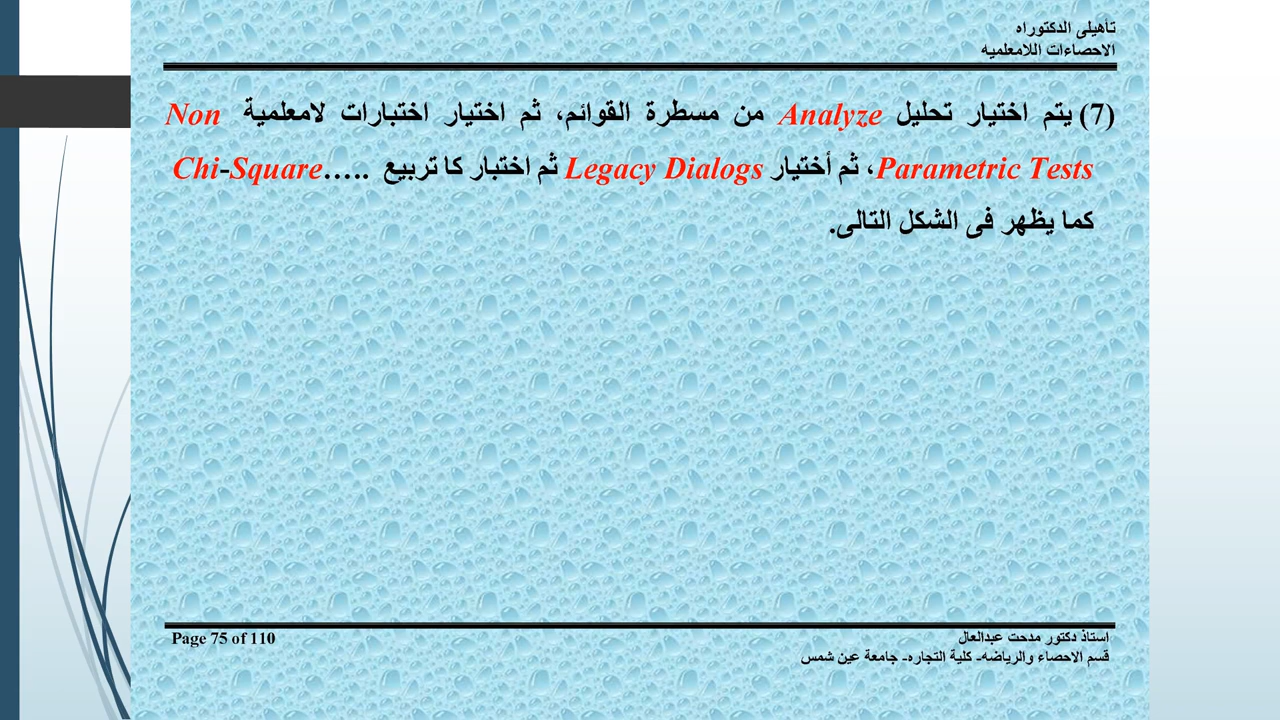 تأهيلى الدكتوراه
الاحصاءات اللامعلميه
(7) يتم اختيار تحليل Analyze من مسطرة القوائم، ثم اختيار اختبارات لامعلمية Non
Parametric Tests، ثم أختيار Legacy Dialogs ثم اختبار كا تربيع Chi-Square…..
كما يظهر فى الشكل التالى.
استاذ دكتور مدحت عبدالعال Page 75 of 110
قسم الاحصاء والرياضه- كلية التجاره- جامعة عين شمس